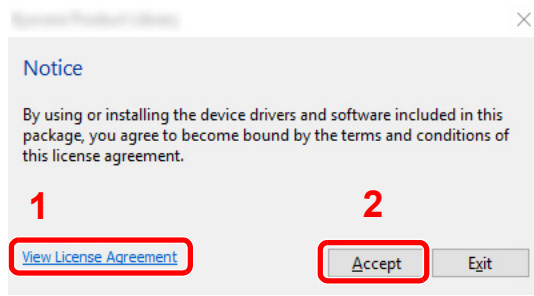 Notice
By using or installing the device drivers and software included in this
package, you agree to become bound by the terms and conditions of
this license agreement.
1
2
View License Agreement
Accept
Exit